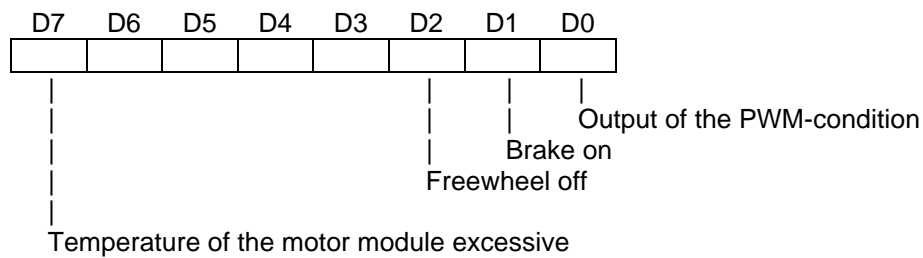 D7 D6 D5 D4 D3 D2 D1 D0
Output of the PWM-condition
Brake on
Freewheel off
Temperature of the motor module excessive